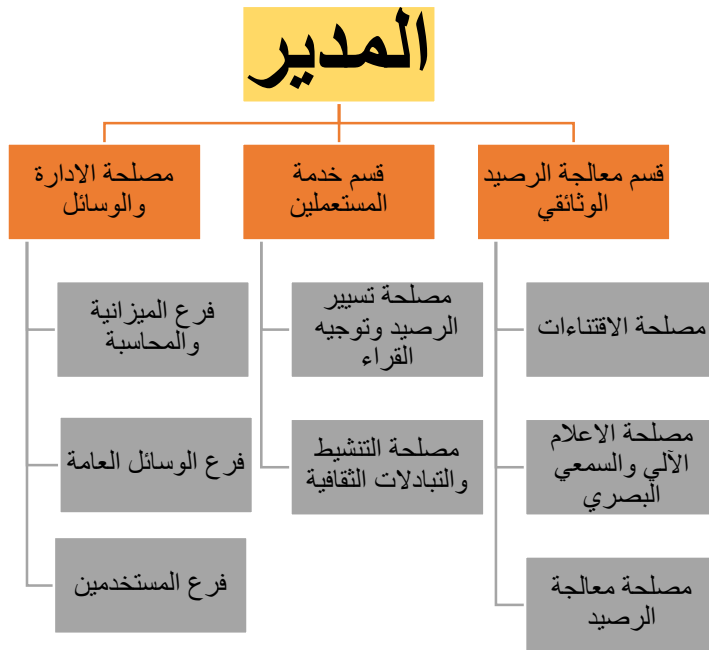 المدير
قسم معالجة الرصيد
الوثائقي
قسم خدمة
المستعملين
مصلحة الادارة
والوسائل
مصلحة الاقتناءات
مصلحة الاعلام
الآلي والسمعي
البصري
مصلحة معالجة
الرصيد
مصلحة تسيير
الرصيد وتوجيه
القراء
مصلحة التنشيط
والتبادلات الثقافية
فرع الميزانية
والمحاسبة
فرع الوسائل العامة
فرع المستخدمين